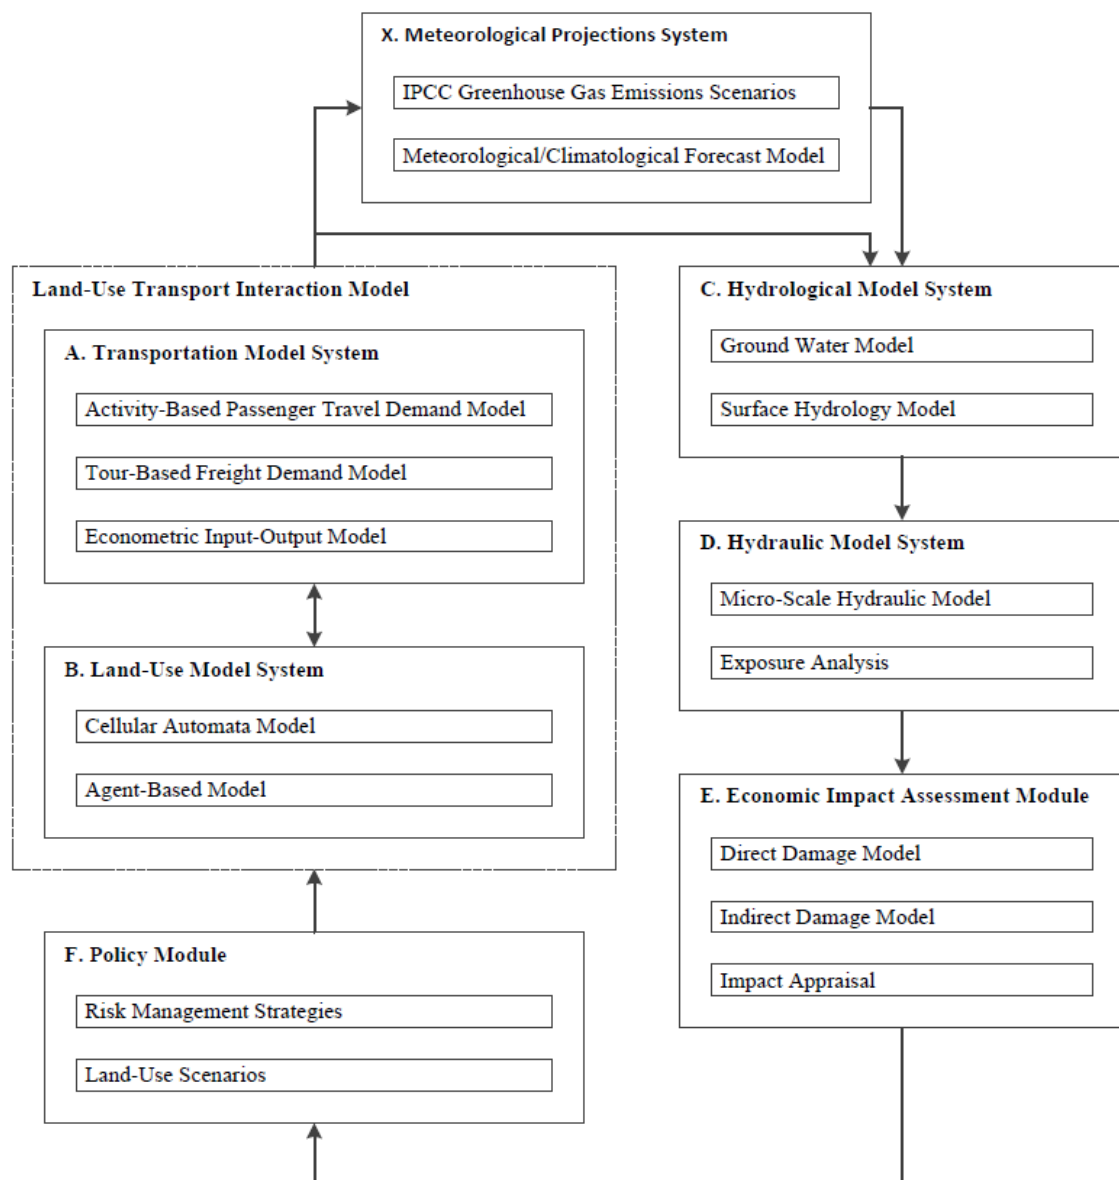 X. Meteorological Projections System
IPCC Greenhouse Gas Emissions Scenarios
Meteorological/Climatological Forecast Model
Land-Use Transport Interaction Model
A. Transportation Model System
Activity-Based Passenger Travel Demand Model
Tour-Based Freight Demand Model
Econometric Input-Output Model
B. Land-Use Model System
Cellular Automata Model
Agent-Based Model
F. Policy Module
Risk Management Strategies
Land-Use Scenarios
C. Hydrological Model System
Ground Water Model
Surface Hydrology Model
D. Hydraulic Model System
Micro-Scale Hydraulic Model
Exposure Analysis
E. Economic Impact Assessment Module
Direct Damage Model
Indirect Damage Model
Impact Appraisal